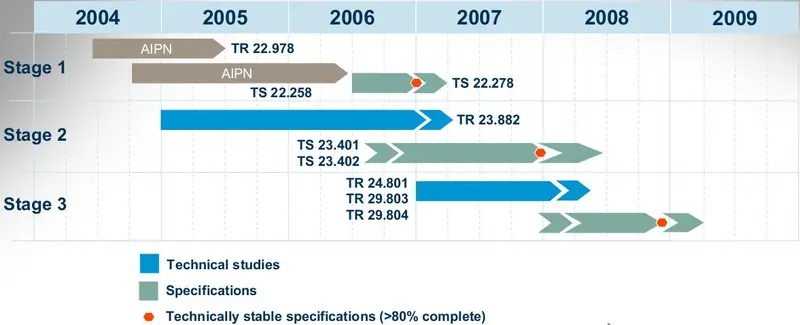 2004 2005 2006 2007 2008 2009
Stage 1
AIPN TR 22.978
AIPN
TS 22.258
TS 22.278
Stage 2
TR 23.882
TS 23.401
TS 23.402
Stage 3
TR 24.801
TR 29.803
TR 29.804
Technical studies
Specifications
Technically stable specifications (>80% complete)